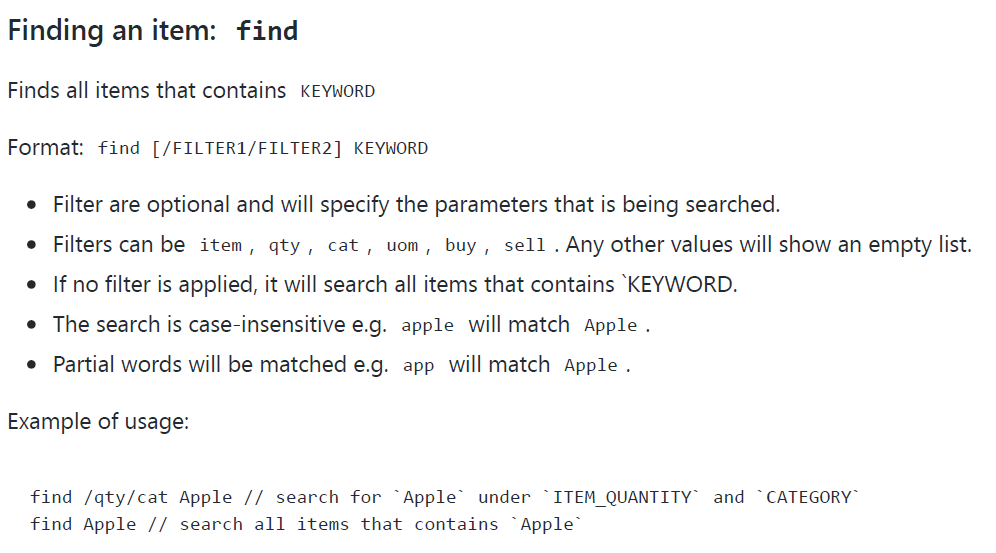 Finding an item: find
Finds all items that contains KEYWORD
Format: find [/FILTER1/FILTER2] KEYWORD
• Filter are optional and will specify the parameters that is being searched.
• Filters can be item , qty , cat , uom , buy , sell . Any other values will show an empty list.
• If no filter is applied, it will search all items that contains `KEYWORD.
• The search is case-insensitive e.g. apple will match Apple .
• Partial words will be matched e.g. app will match Apple .
Example of usage:
find /qty/cat Apple // search for `Apple` under `ITEM_QUANTITY` and `CATEGORY`
find Apple // search all items that contains `Apple`